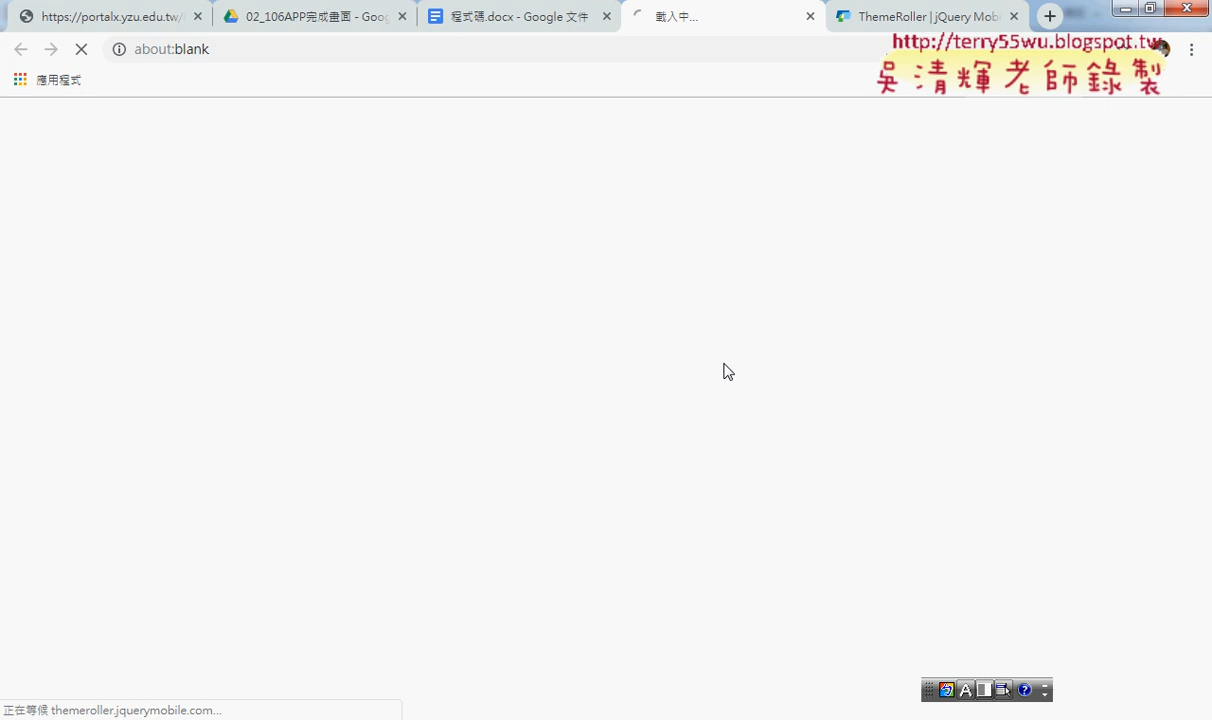 https://portalx.yzu.edu.tw/
02_106APP完成畫面 - Goog
程式碼.docx - Google 文件
載入中...
ThemeRoller | jQuery Mobi
about:blank
http://terry55wu.blogspot.tw
應用程式
吳清輝老師錄製
正在等候 themeroller.jquerymobile.com...